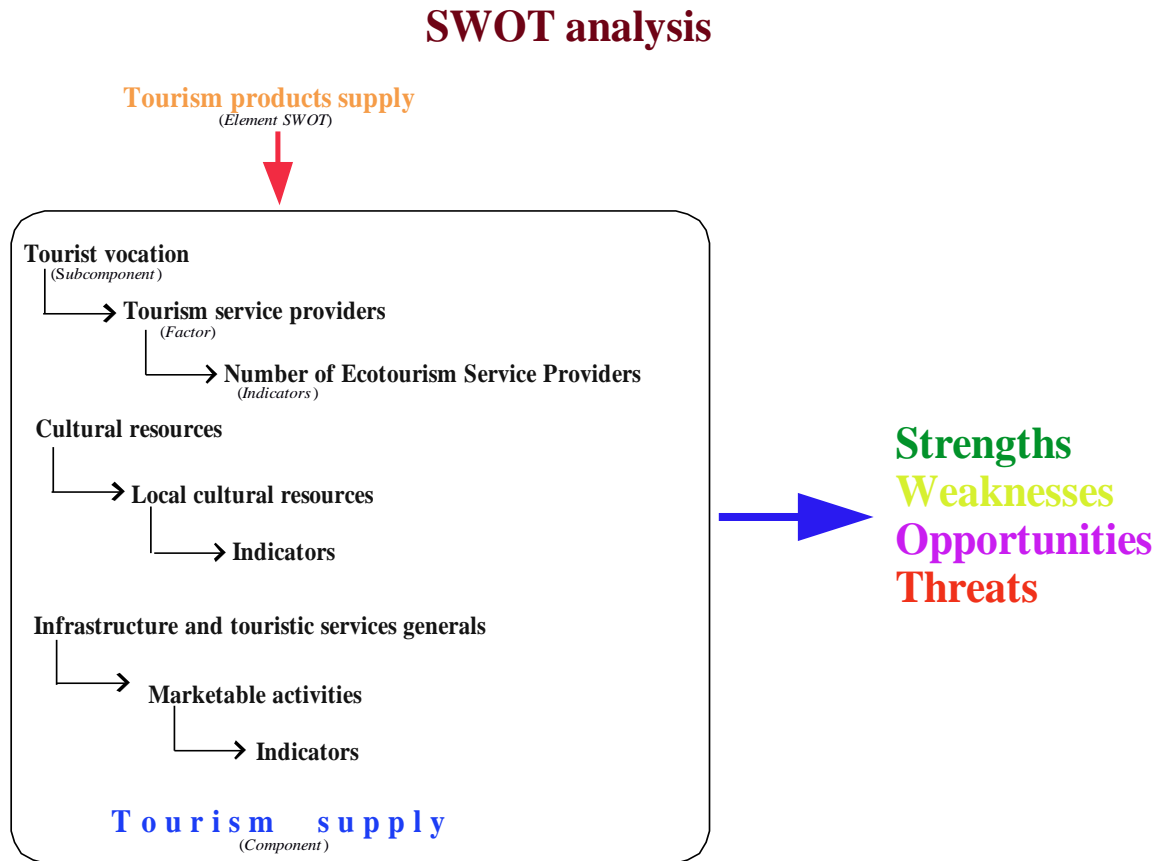 SWOT analysis
Tourism products supply
(Element SWOT)
Tourist vocation
(Subcomponent)
Tourism service providers
(Factor)
Number of Ecotourism Service Providers
(Indicators)
Cultural resources
Local cultural resources
Indicators
Infrastructure and touristic services generals
Marketable activities
Indicators
Tourism supply
(Component)
Strengths
Weaknesses
Opportunities
Threats